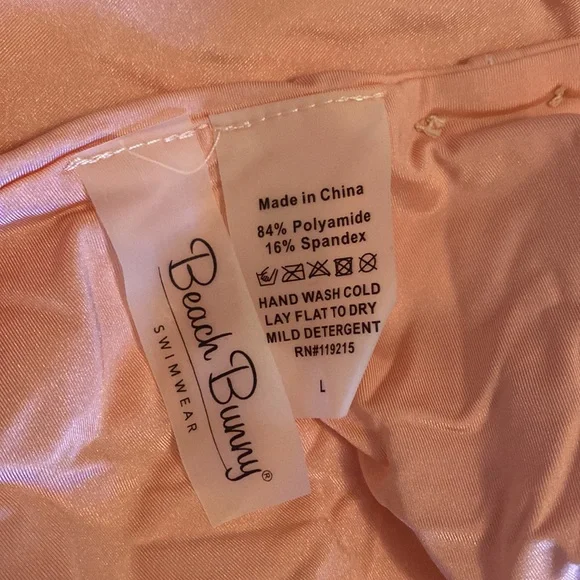 Beach Bunny®
SWIMWEAR
Made in China
84% Polyamide
16% Spandex
HAND WASH COLD
LAY FLAT TO DRY
MILD DETERGENT
RN#119215
L